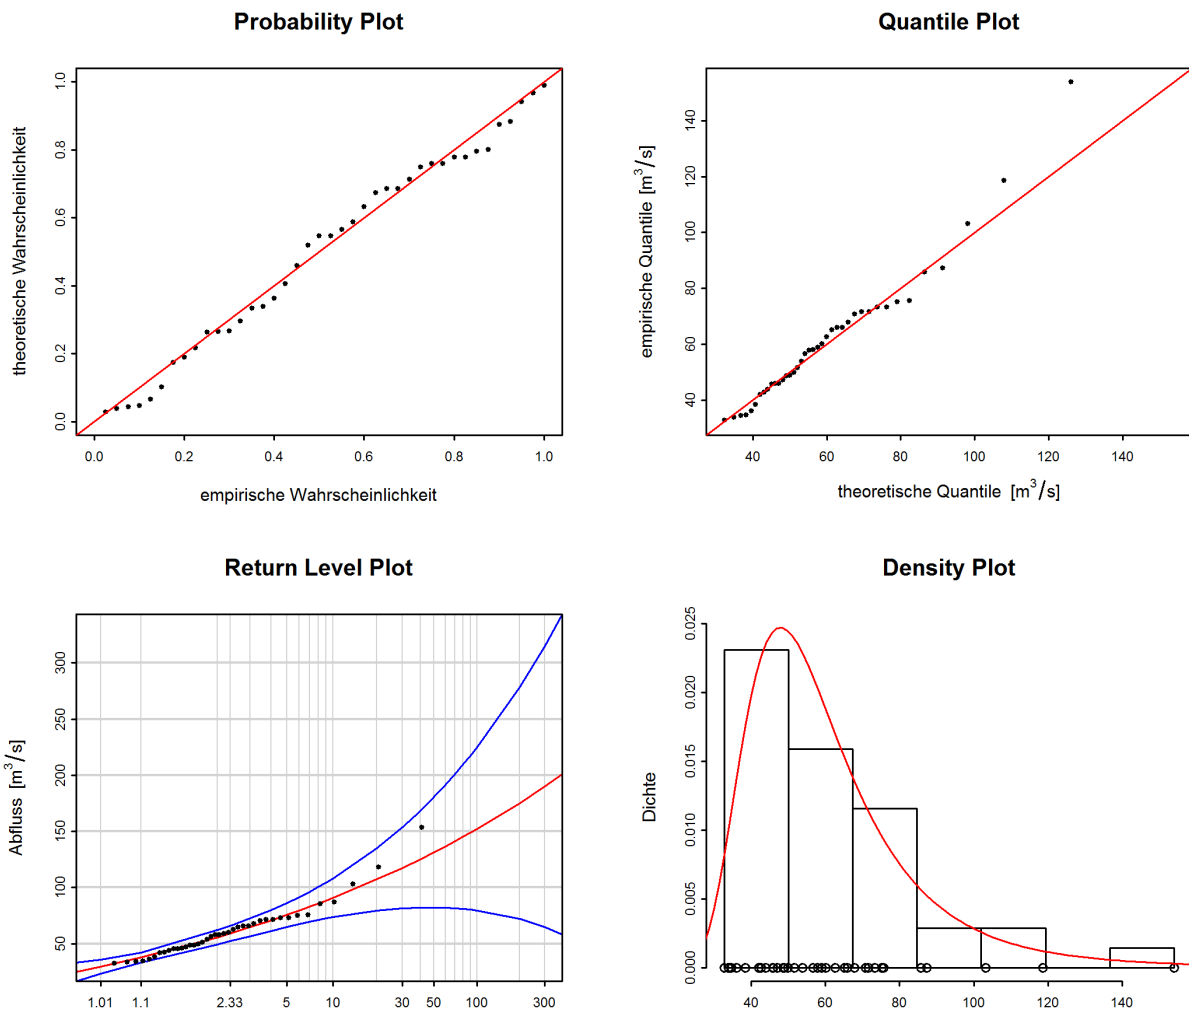 Probability Plot
theoretische Wahrscheinlichkeit
0.0 0.2 0.4 0.6 0.8 1.0
0.0 0.2 0.4 0.6 0.8 1.0
empirische Wahrscheinlichkeit
Quantile Plot
empirische Quantile [m³/s]
40 60 80 100 120 140
40 60 80 100 120 140
theoretische Quantile [m³/s]
Return Level Plot
Abfluss [m³/s]
50 100 150 200 250 300
1.01 1.1 2.33 5 10 30 50 100 300
Density Plot
Dichte
0.000 0.005 0.010 0.015 0.020 0.025
40 60 80 100 120 140